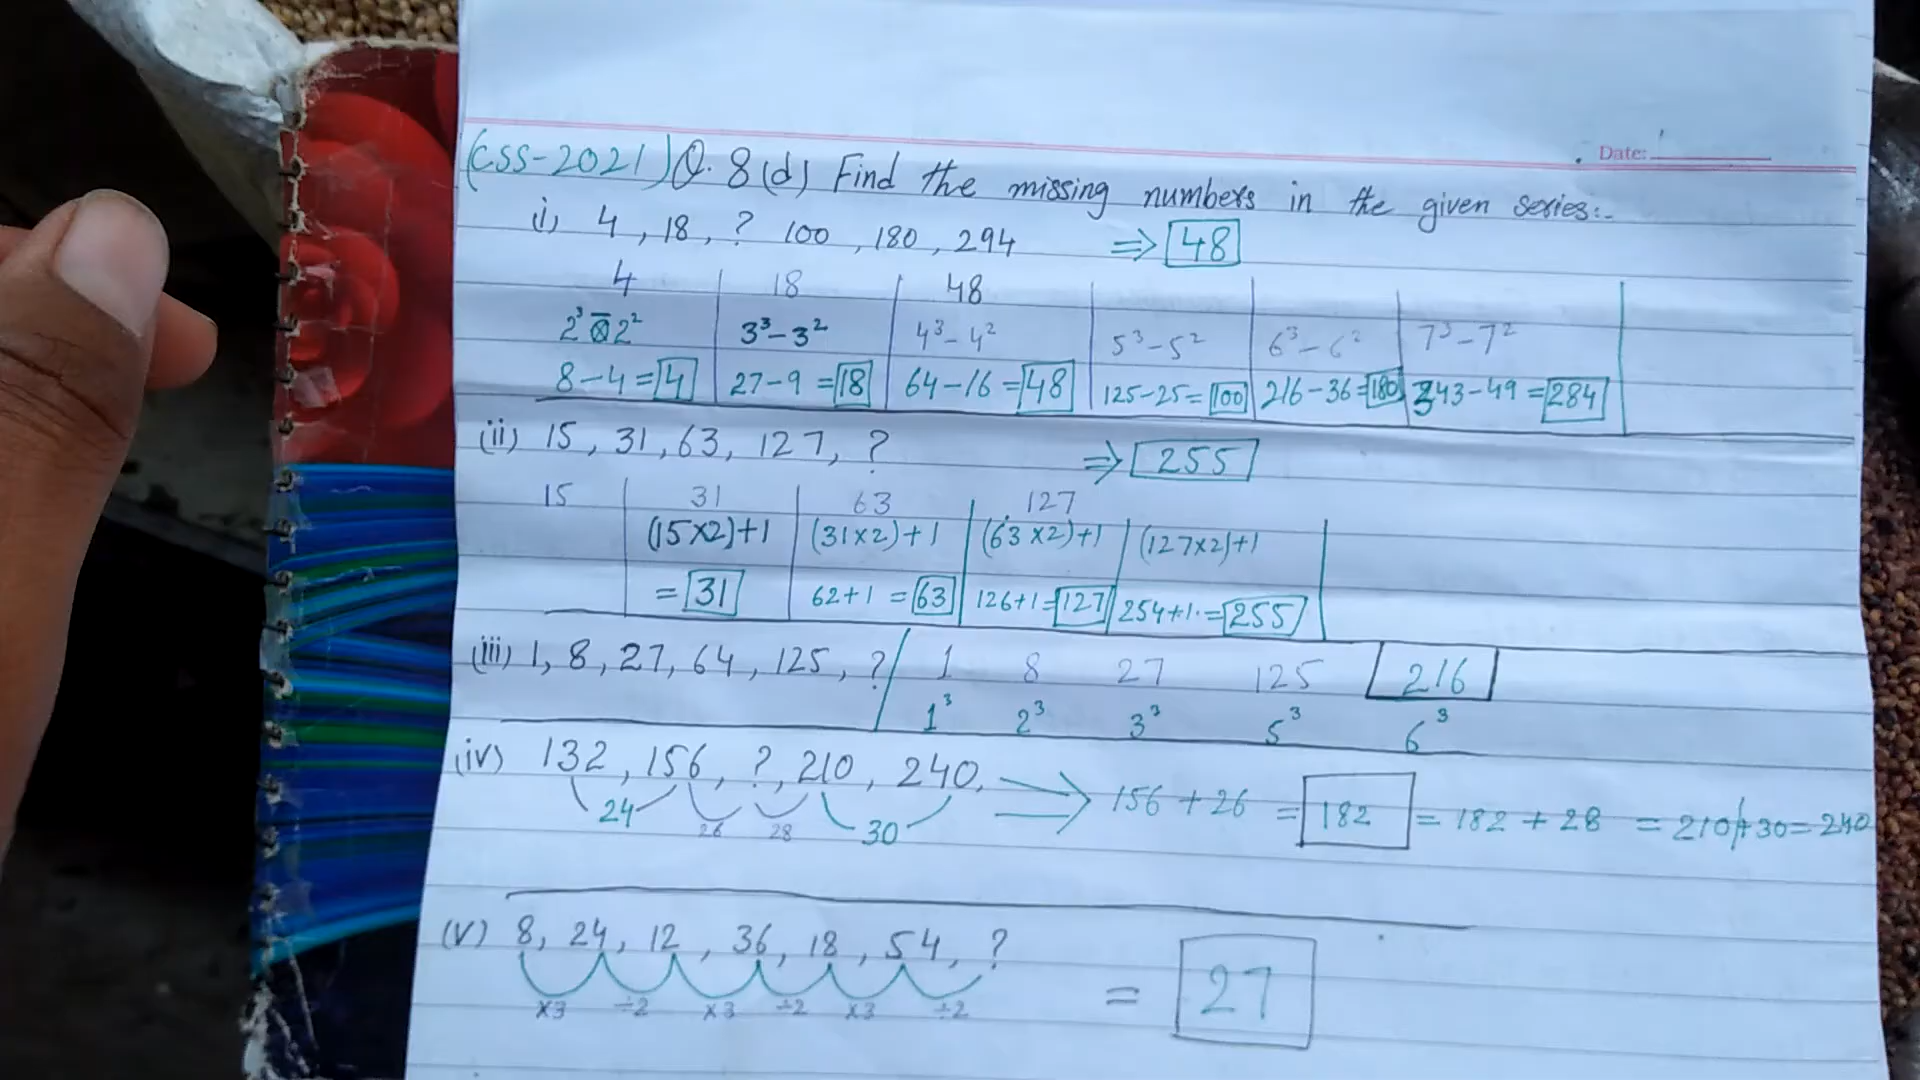 Date:
(CSS-2021) Q. 8 (d) Find the missing numbers in the given series:-
(i) 4, 18, ? 100, 180, 294 ⇒ 48
4 18 48
2³ - 2² 3³-3² 4³-4² 5³-5² 6³-6² 7³-7²
8-4=4 27-9=18 64-16=48 125-25=100 216-36=180 343-49=284
(ii) 15, 31, 63, 127, ? ⇒ 255
15 31 63 127
(15×2)+1 (31×2)+1 (63×2)+1 (127×2)+1
=31 62+1=63 126+1=127 254+1.=255
(iii) 1, 8, 27, 64, 125, ? 1 8 27 125 216
1³ 2³ 3³ 5³ 6³
(iv) 132, 156, ?, 210, 240. 156+26 = 182 = 182+28 = 210+30=240
24 26 28 30
(v) 8, 24, 12, 36, 18, 54, ? = 27
×3 ÷2 ×3 ÷2 ×3 ÷2